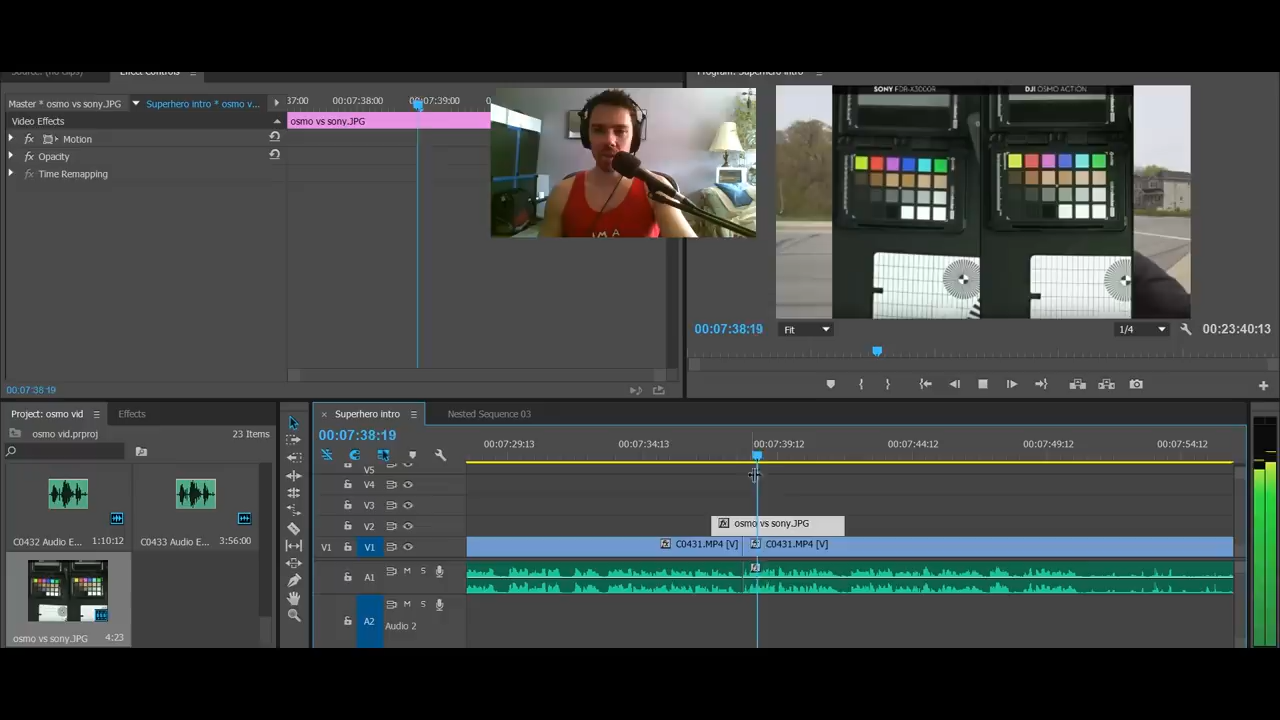 Source: (no clips)
Effect Controls
Program: Superhero intro
Master * osmo vs sony.JPG
Superhero intro * osmo v...
37:00
00:07:38:00
00:07:39:00
0
Video Effects
osmo vs sony.JPG
fx Motion
fx Opacity
fx Time Remapping
I'M A
SONY FDR-X3000R
DJI OSMO ACTION
00:07:38:19
Fit
1/4
00:23:40:13
00:07:38:19
Project: osmo vid
Effects
osmo vid.prproj
23 Items
C0432 Audio E...
1:10:12
C0433 Audio E...
3:56:00
osmo vs sony.JPG
4:23
× Superhero intro
Nested Sequence 03
00:07:38:19
00:07:29:13
00:07:34:13
00:07:39:12
00:07:44:12
00:07:49:12
00:07:54:12
V5
V4
V3
V2
fx osmo vs sony.JPG
V1
V1
fx C0431.MP4 [V]
fx C0431.MP4 [V]
A1
M
S
fx
A2
M
S
Audio 2